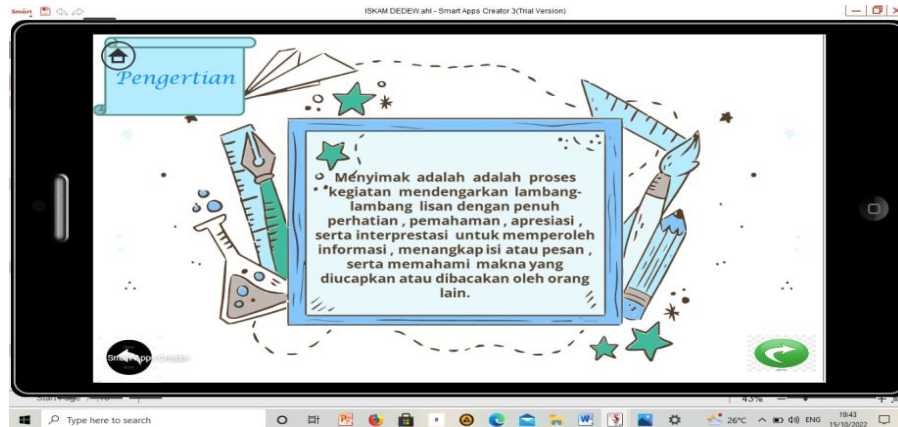 Smart
ISKAM DEDEW.ahl - Smart Apps Creator 3(Trial Version)
Pengertian
Menyimak adalah adalah proses
kegiatan mendengarkan lambang-
lambang lisan dengan penuh
perhatian , pemahaman , apresiasi ,
serta interprestasi untuk memperoleh
informasi , menangkap isi atau pesan ,
serta memahami makna yang
diucapkan atau dibacakan oleh orang
lain.
Smart Apps Creator
43%
Type here to search
26°C
ENG
19:43
15/10/2022